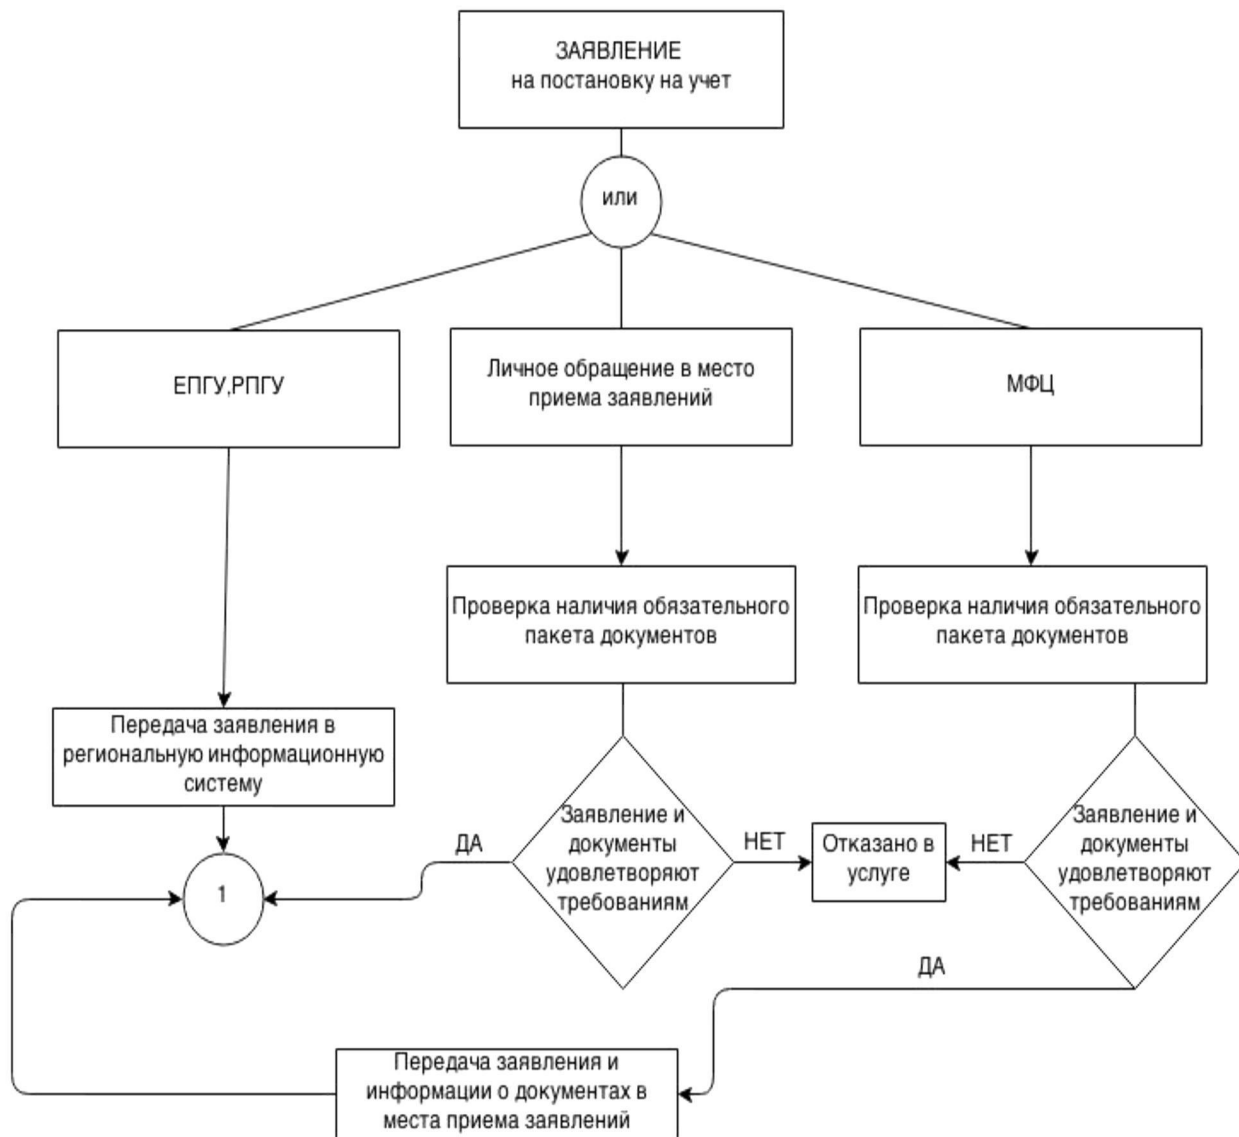 ЗАЯВЛЕНИЕ
на постановку на учет
или
ЕПГУ,РПГУ
Личное обращение в место
приема заявлений
МФЦ
Проверка наличия обязательного
пакета документов
Проверка наличия обязательного
пакета документов
Передача заявления в
региональную информационную
систему
1
ДА
Заявление и
документы
удовлетворяют
требованиям
НЕТ
Отказано в
услуге
НЕТ
Заявление и
документы
удовлетворяют
требованиям
ДА
Передача заявления и
информации о документах в
места приема заявлений